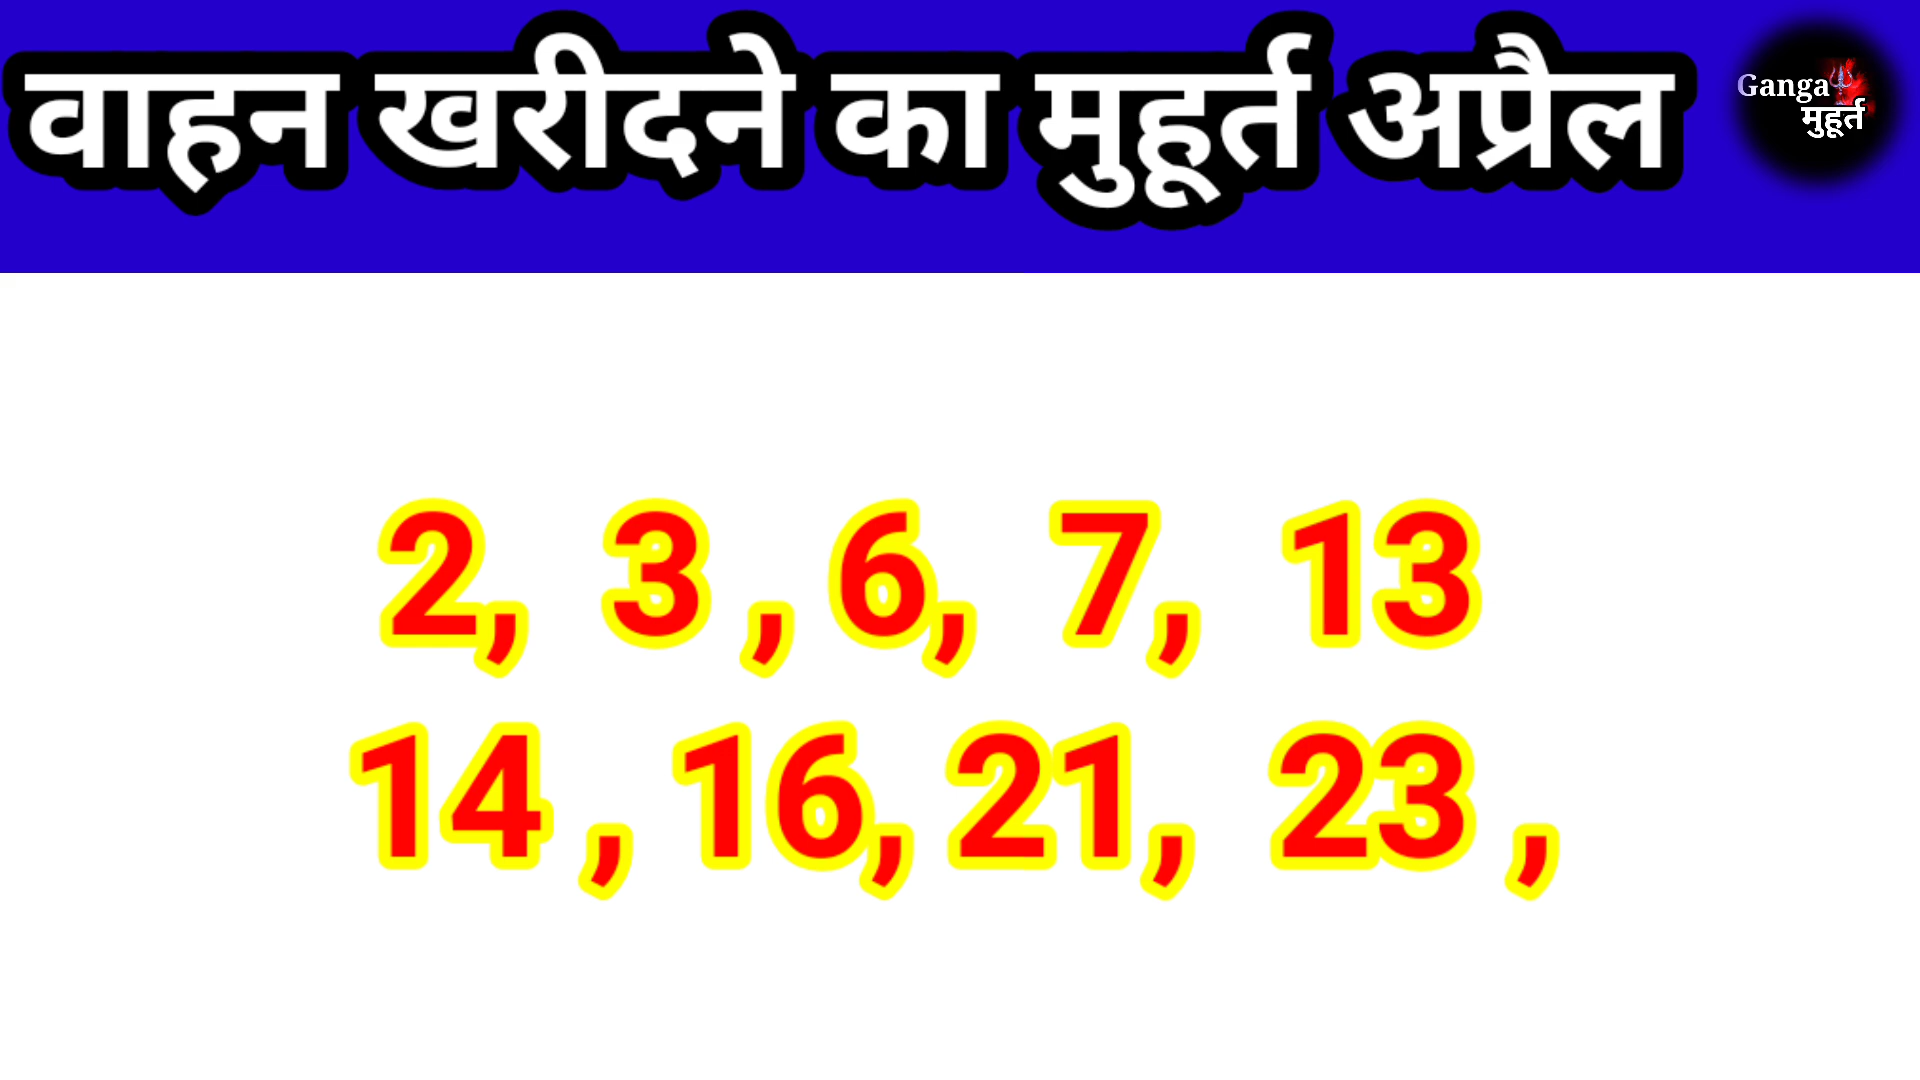 वाहन खरीदने का मुहूर्त अप्रैल
Ganga
मुहूर्त
2, 3 , 6, 7, 13
14 , 16, 21, 23 ,